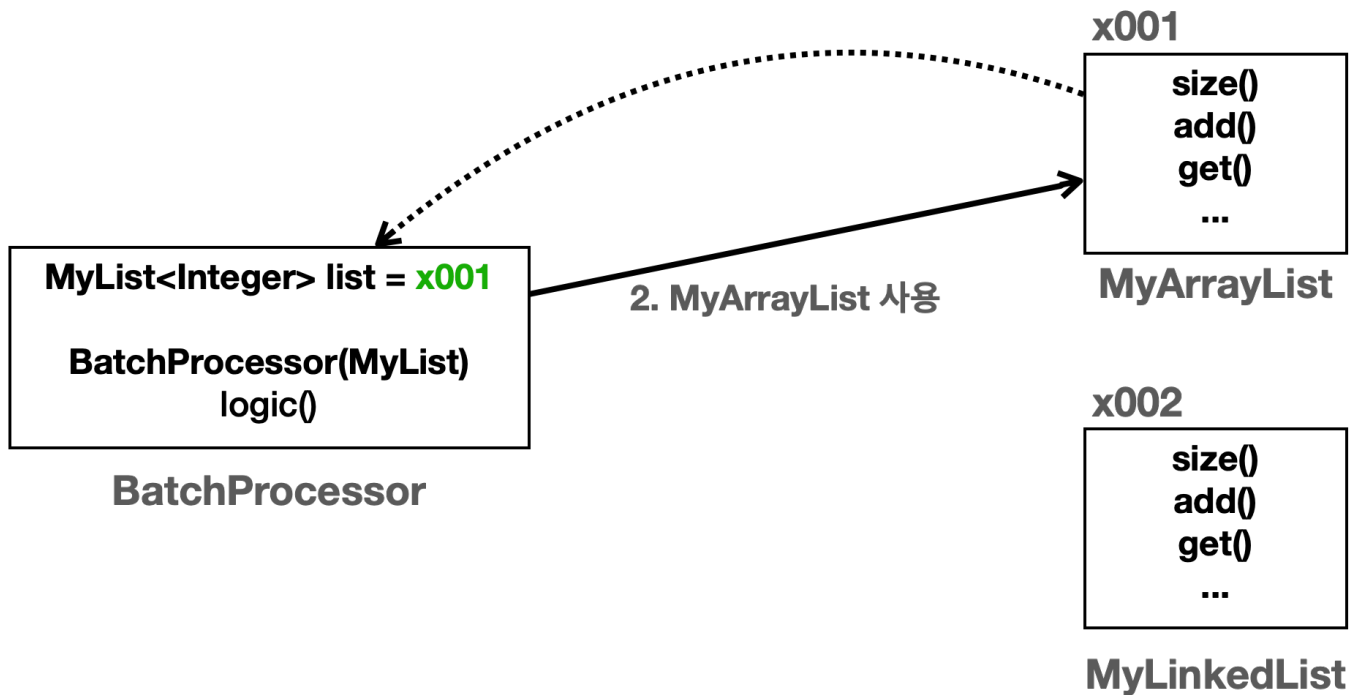 MyList<Integer> list = x001
BatchProcessor(MyList)
logic()
BatchProcessor
2. MyArrayList 사용
x001
size()
add()
get()
...
MyArrayList
x002
size()
add()
get()
...
MyLinkedList